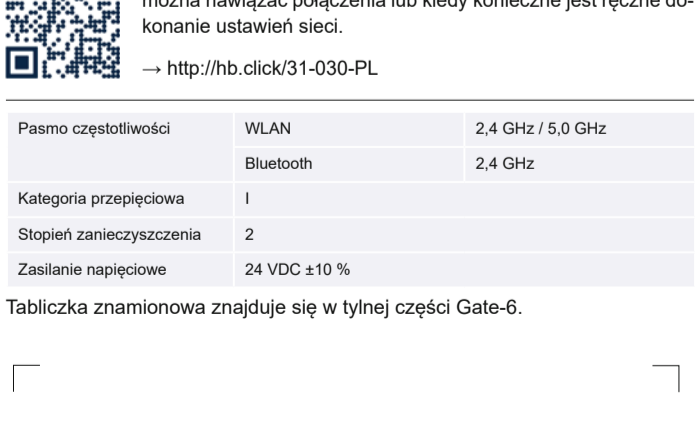 można nawiązać połączenia lub kiedy konieczne jest ręczne do-
konanie ustawień sieci.
→ http://hb.click/31-030-PL
Pasmo częstotliwości WLAN 2,4 GHz / 5,0 GHz
Bluetooth 2,4 GHz
Kategoria przepięciowa I
Stopień zanieczyszczenia 2
Zasilanie napięciowe 24 VDC ±10 %
Tabliczka znamionowa znajduje się w tylnej części Gate-6.